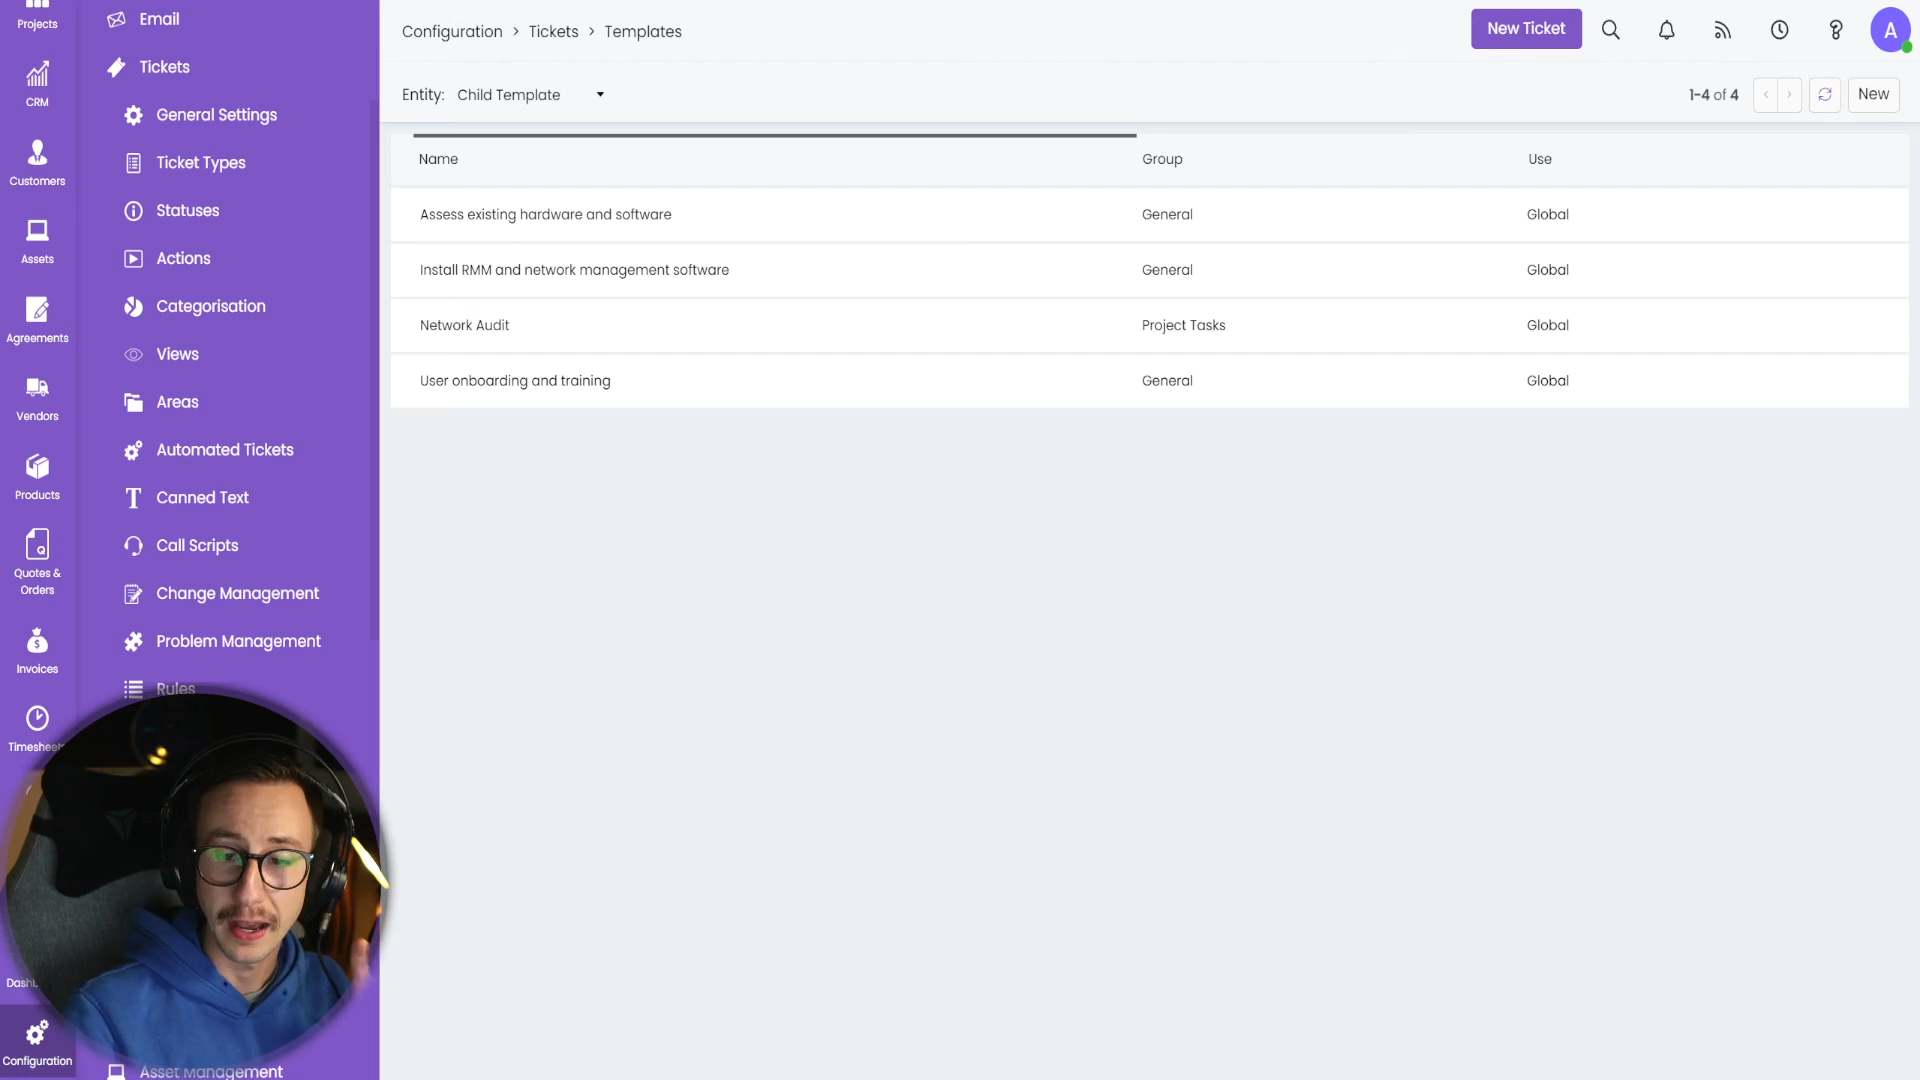 Projects
CRM
Customers
Assets
Agreements
Vendors
Products
Quotes &
Orders
Invoices
Timesheets
Configuration
Email
Tickets
General Settings
Ticket Types
Statuses
Actions
Categorisation
Views
Areas
Automated Tickets
Canned Text
Call Scripts
Change Management
Problem Management
Rules
Asset Management
Configuration > Tickets > Templates
New Ticket
A
Entity: Child Template
1-4 of 4
New
Name Group Use
Assess existing hardware and software General Global
Install RMM and network management software General Global
Network Audit Project Tasks Global
User onboarding and training General Global